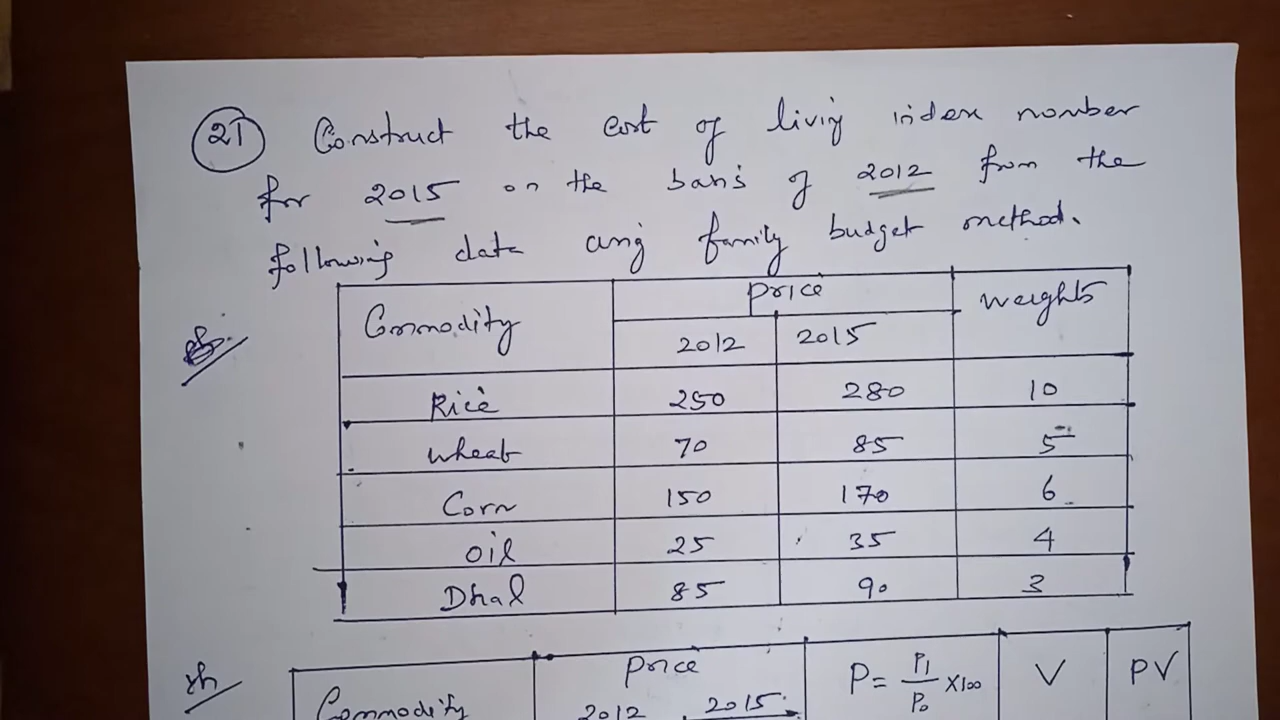 21 Construct the cost of living index number
for 2015 on the basis of 2012 from the
following data using family budget method.
Commodity Price Weights
2012 2015
Rice 250 280 10
Wheat 70 85 5
Corn 150 170 6
Oil 25 35 4
Dhal 85 90 3
Commodity Price P = P1/P0 X100 V PV
2012 2015